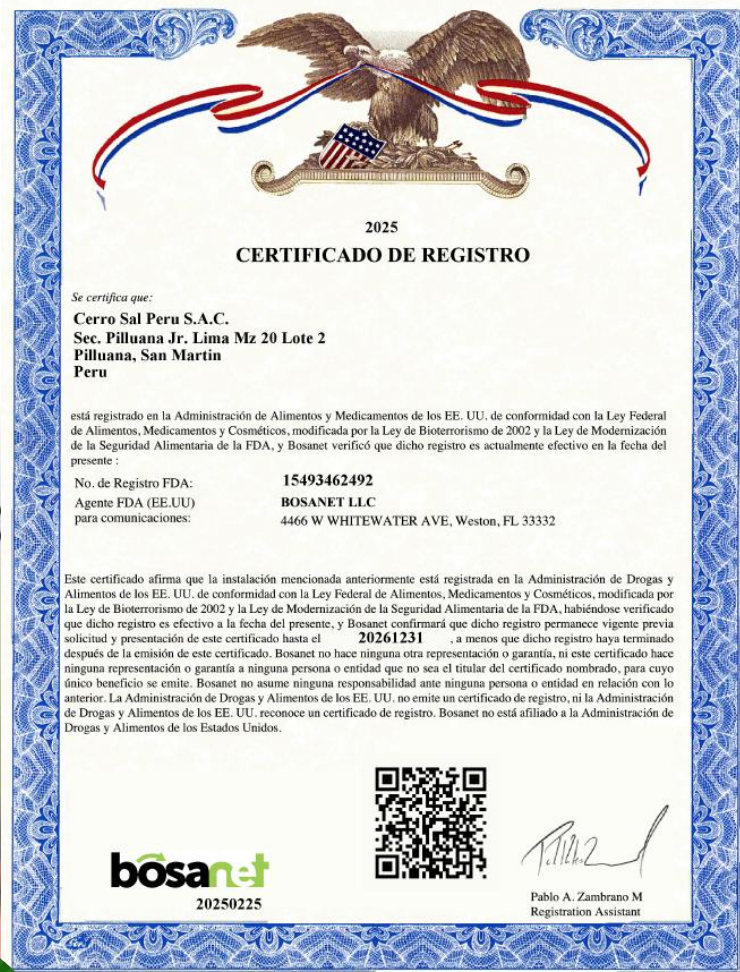 2025
CERTIFICADO DE REGISTRO
Se certifica que:
Cerro Sal Peru S.A.C.
Sec. Pilluana Jr. Lima Mz 20 Lote 2
Pilluana, San Martin
Peru
está registrado en la Administración de Alimentos y Medicamentos de los EE. UU. de conformidad con la Ley Federal
de Alimentos, Medicamentos y Cosméticos, modificada por la Ley de Bioterrorismo de 2002 y la Ley de Modernización
de la Seguridad Alimentaria de la FDA, y Bosanet verificó que dicho registro es actualmente efectivo en la fecha del
presente :
No. de Registro FDA: 15493462492
Agente FDA (EE.UU) BOSANET LLC
para comunicaciones: 4466 W WHITEWATER AVE, Weston, FL 33332
Este certificado afirma que la instalación mencionada anteriormente está registrada en la Administración de Drogas y
Alimentos de los EE. UU. de conformidad con la Ley Federal de Alimentos, Medicamentos y Cosméticos, modificada por
la Ley de Bioterrorismo de 2002 y la Ley de Modernización de la Seguridad Alimentaria de la FDA, habiéndose verificado
que dicho registro es efectivo a la fecha del presente, y Bosanet confirmará que dicho registro permanece vigente previa
solicitud y presentación de este certificado hasta el 20261231 , a menos que dicho registro haya terminado
después de la emisión de este certificado. Bosanet no hace ninguna otra representación o garantía, ni este certificado hace
ninguna representación o garantía a ninguna persona o entidad que no sea el titular del certificado nombrado, para cuyo
único beneficio se emite. Bosanet no asume ninguna responsabilidad ante ninguna persona o entidad en relación con lo
anterior. La Administración de Drogas y Alimentos de los EE. UU. no emite un certificado de registro, ni la Administración
de Drogas y Alimentos de los EE. UU. reconoce un certificado de registro. Bosanet no está afiliado a la Administración de
Drogas y Alimentos de los Estados Unidos.
bosanet
20250225
Pablo A. Zambrano M
Registration Assistant